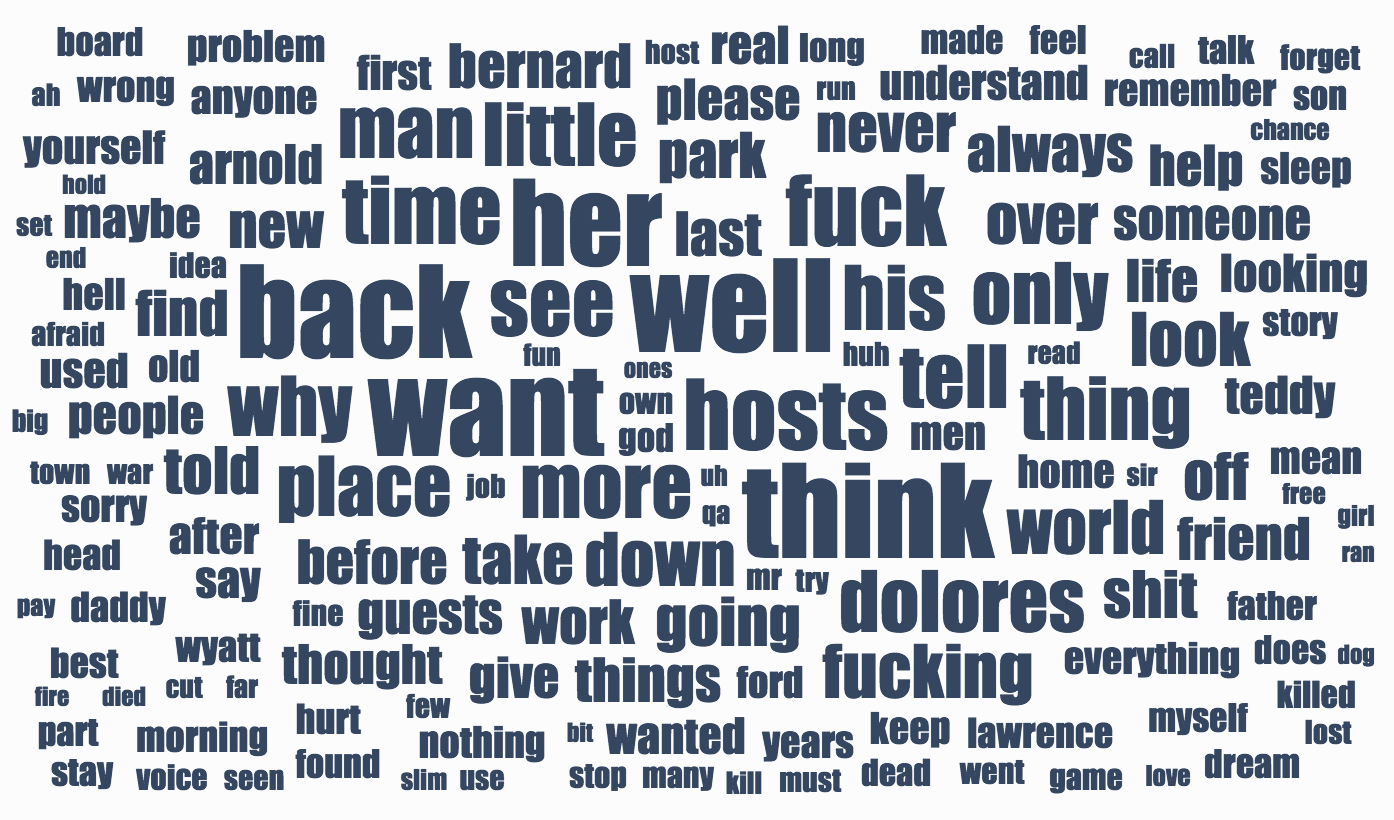 board problem first bernard host real long made feel call talk forget
ah wrong anyone man little please run understand remember son
yourself arnold park never always help sleep chance
hold
set maybe new time her last fuck over someone
end idea
hell find back see well his only life looking
afraid fun huh tell read look story
used old why want ones hosts thing teddy
big people own men
god
town war told place job more uh think home sir off mean
sorry qa world friend free girl
head after before take down mr try ran
say
pay daddy fine guests work going dolores shit father
best wyatt thought give things ford fucking everything does dog
fire died cut far few killed
part morning hurt nothing bit wanted years keep lawrence myself lost
stay voice seen found slim use stop many kill must dead went game love dream